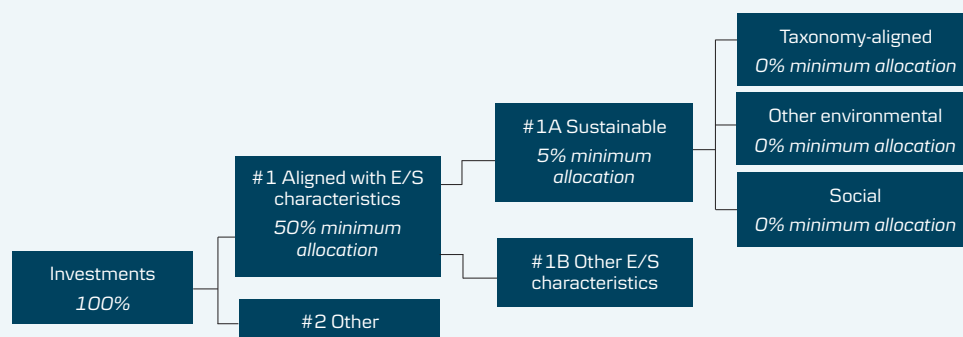 Investments
100%
#1 Aligned with E/S
characteristics
50% minimum
allocation
#2 Other
#1A Sustainable
5% minimum
allocation
#1B Other E/S
characteristics
Taxonomy-aligned
0% minimum allocation
Other environmental
0% minimum allocation
Social
0% minimum allocation